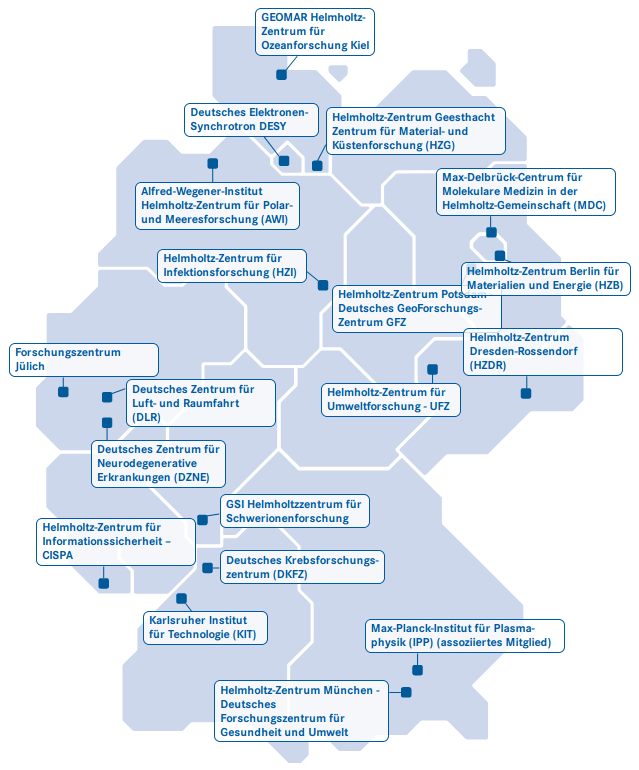 GEOMAR Helmholtz-
Zentrum für
Ozeanforschung Kiel
Deutsches Elektronen-
Synchrotron DESY
Helmholtz-Zentrum Geesthacht
Zentrum für Material- und
Küstenforschung (HZG)
Alfred-Wegener-Institut
Helmholtz-Zentrum für Polar-
und Meeresforschung (AWI)
Max-Delbrück-Centrum für
Molekulare Medizin in der
Helmholtz-Gemeinschaft (MDC)
Helmholtz-Zentrum für
Infektionsforschung (HZI)
Helmholtz-Zentrum Berlin für
Materialien und Energie (HZB)
Helmholtz-Zentrum Potsdam
Deutsches GeoForschungs-
Zentrum GFZ
Helmholtz-Zentrum
Dresden-Rossendorf
(HZDR)
Forschungszentrum
Jülich
Deutsches Zentrum für
Luft- und Raumfahrt
(DLR)
Helmholtz-Zentrum für
Umweltforschung - UFZ
Deutsches Zentrum für
Neurodegenerative
Erkrankungen (DZNE)
GSI Helmholtzzentrum für
Schwerionenforschung
Helmholtz-Zentrum für
Informationssicherheit –
CISPA
Deutsches Krebsforschungs-
zentrum (DKFZ)
Karlsruher Institut
für Technologie (KIT)
Max-Planck-Institut für Plasma-
physik (IPP) (assoziiertes Mitglied)
Helmholtz-Zentrum München -
Deutsches
Forschungszentrum für
Gesundheit und Umwelt